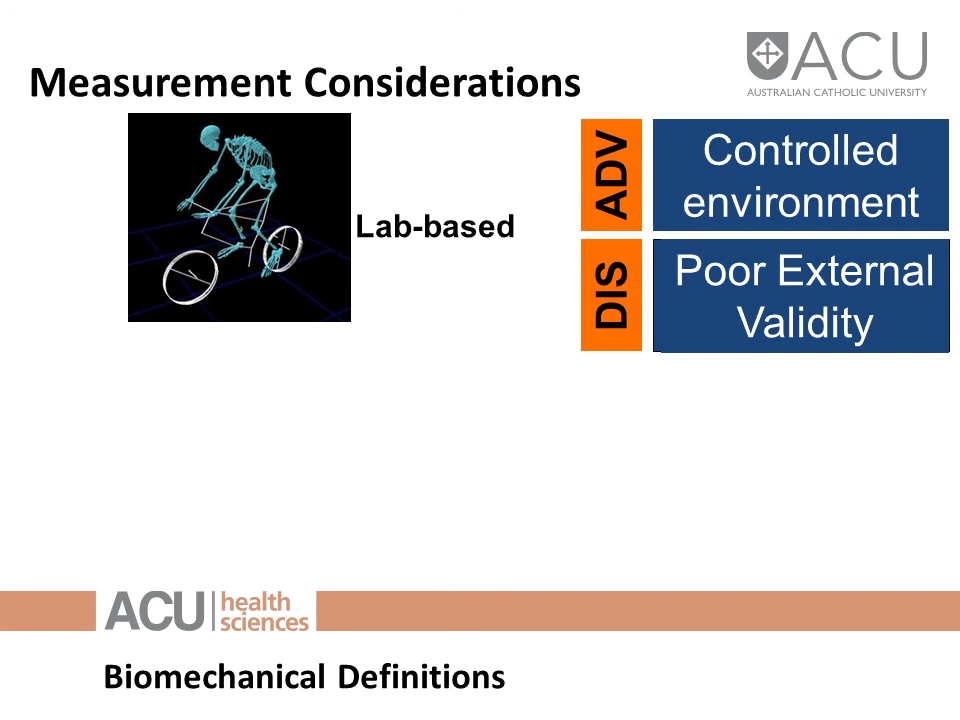 Measurement Considerations
ACU
AUSTRALIAN CATHOLIC UNIVERSITY
Lab-based
ADV
Controlled
environment
DIS
Poor External
Validity
ACU health
sciences
Biomechanical Definitions